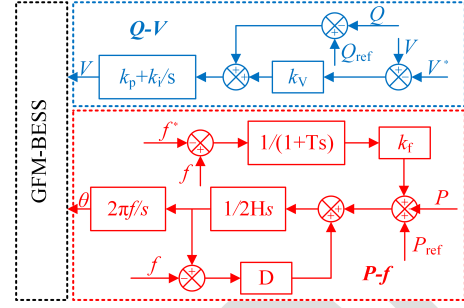 GFM-BESS
Q-V
Q
Q_ref
V
V*
V
k_p+k_i/s
k_V
f*
1/(1+Ts)
k_f
f
θ
2πf/s
1/2Hs
P
P_ref
f
D
P-f